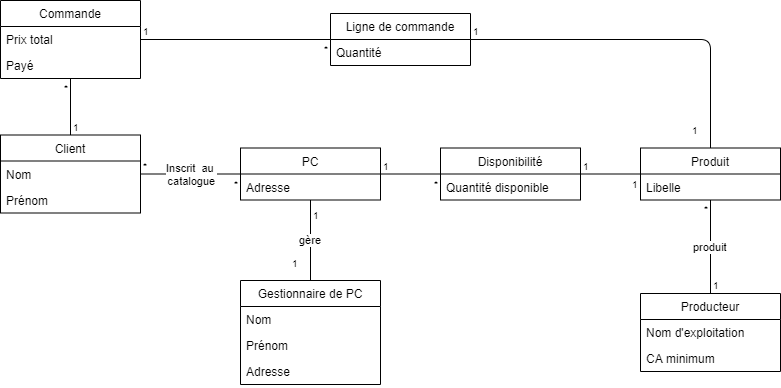 Commande
Prix total
Payé
1
*
Ligne de commande
Quantité
1
1
*
1
Client
Nom
Prénom
*
Inscrit au
catalogue
*
PC
Adresse
1
*
Disponibilité
Quantité disponible
1
1
Produit
Libelle
1
gère
1
Gestionnaire de PC
Nom
Prénom
Adresse
*
produit
1
Producteur
Nom d'exploitation
CA minimum